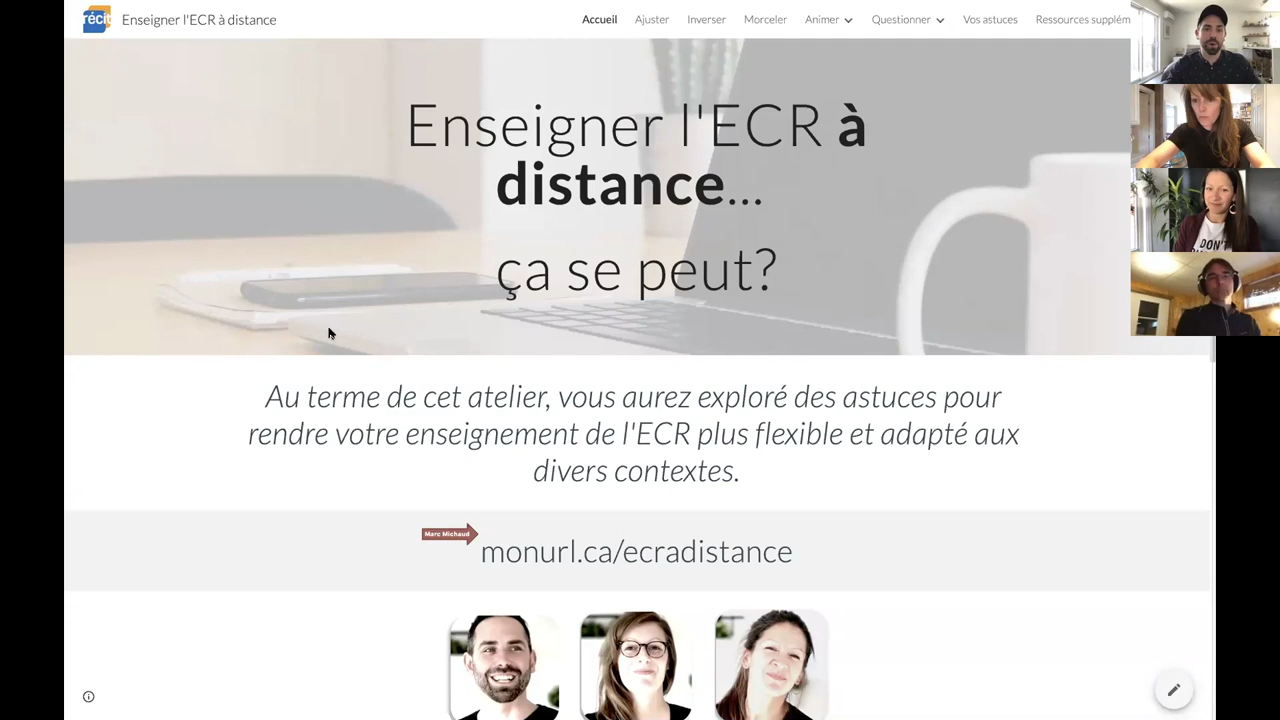 récit
Enseigner l'ECR à distance
Accueil
Ajuster
Inverser
Morceler
Animer
Questionner
Vos astuces
Ressources supplém
Enseigner l'ECR à
distance...
ça se peut?
Au terme de cet atelier, vous aurez exploré des astuces pour
rendre votre enseignement de l'ECR plus flexible et adapté aux
divers contextes.
Marc Michaud
monurl.ca/ecradistance
DON'T